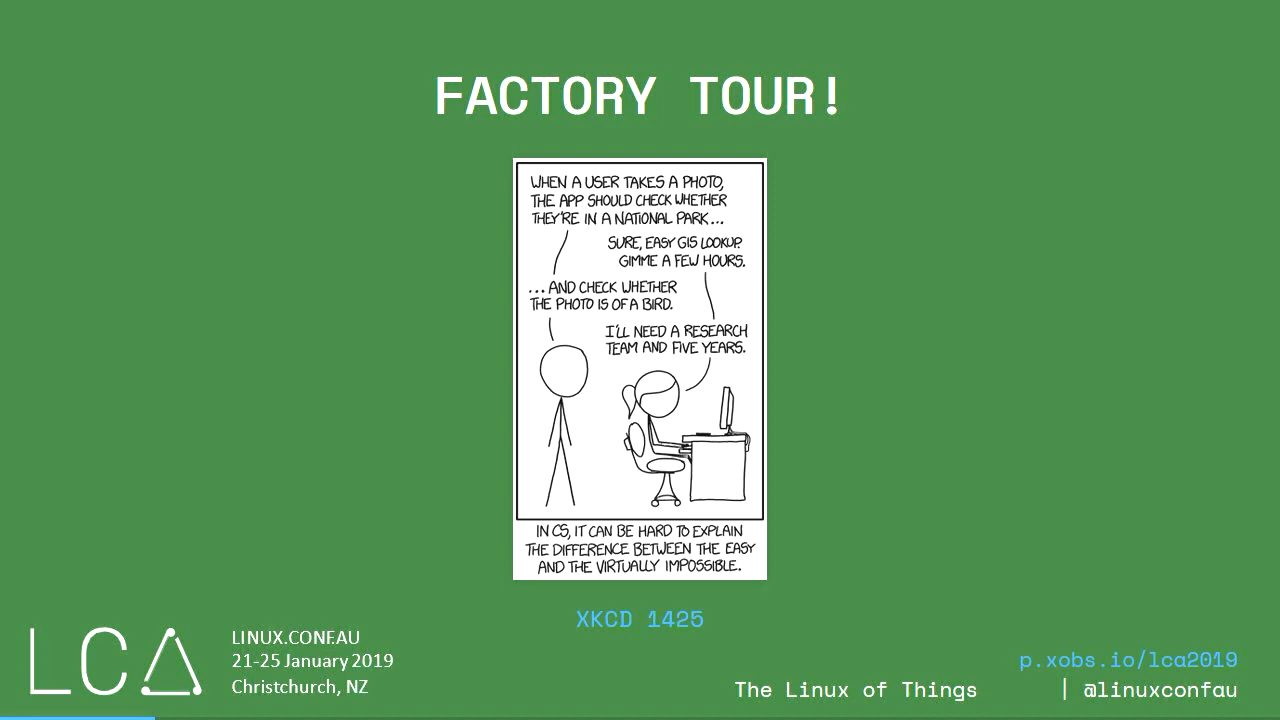 FACTORY TOUR!
WHEN A USER TAKES A PHOTO,
THE APP SHOULD CHECK WHETHER
THEY'RE IN A NATIONAL PARK...
SURE, EASY GIS LOOKUP.
GIMME A FEW HOURS.
...AND CHECK WHETHER
THE PHOTO IS OF A BIRD.
I'LL NEED A RESEARCH
TEAM AND FIVE YEARS.
IN CS, IT CAN BE HARD TO EXPLAIN
THE DIFFERENCE BETWEEN THE EASY
AND THE VIRTUALLY IMPOSSIBLE.
XKCD 1425
LCA
LINUX.CONF.AU
21-25 January 2019
Christchurch, NZ
p.xobs.io/lca2019
The Linux of Things | @linuxconfau